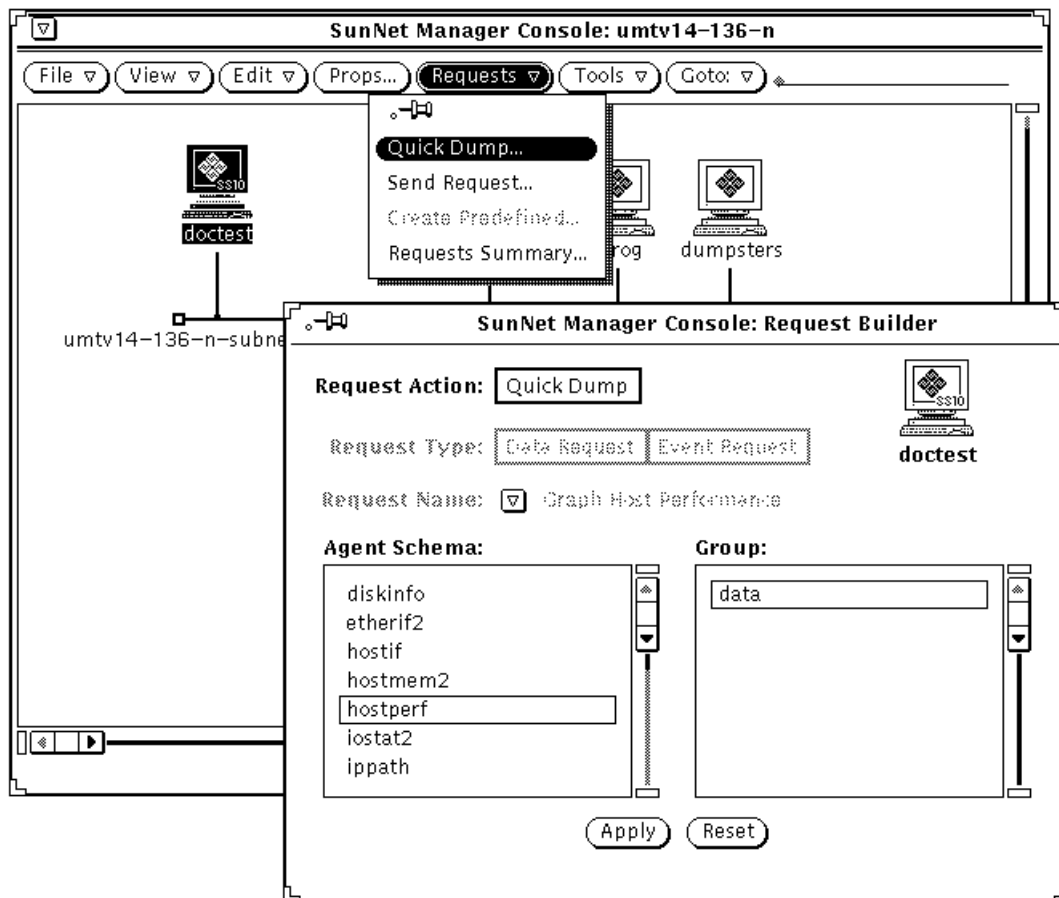 SunNet Manager Console: umtv14-136-n
File View Edit Props... Requests Tools Goto:
Quick Dump...
Send Request...
Create Predefined...
Requests Summary...
SS10
doctest
rog
dumpsters
umtv14-136-n-subne
SunNet Manager Console: Request Builder
Request Action: Quick Dump
SS10
doctest
Request Type: Data Request Event Request
Request Name: Graph Host Performance
Agent Schema: Group:
diskinfo data
etherif2
hostif
hostmem2
hostperf
iostat2
ippath
Apply Reset